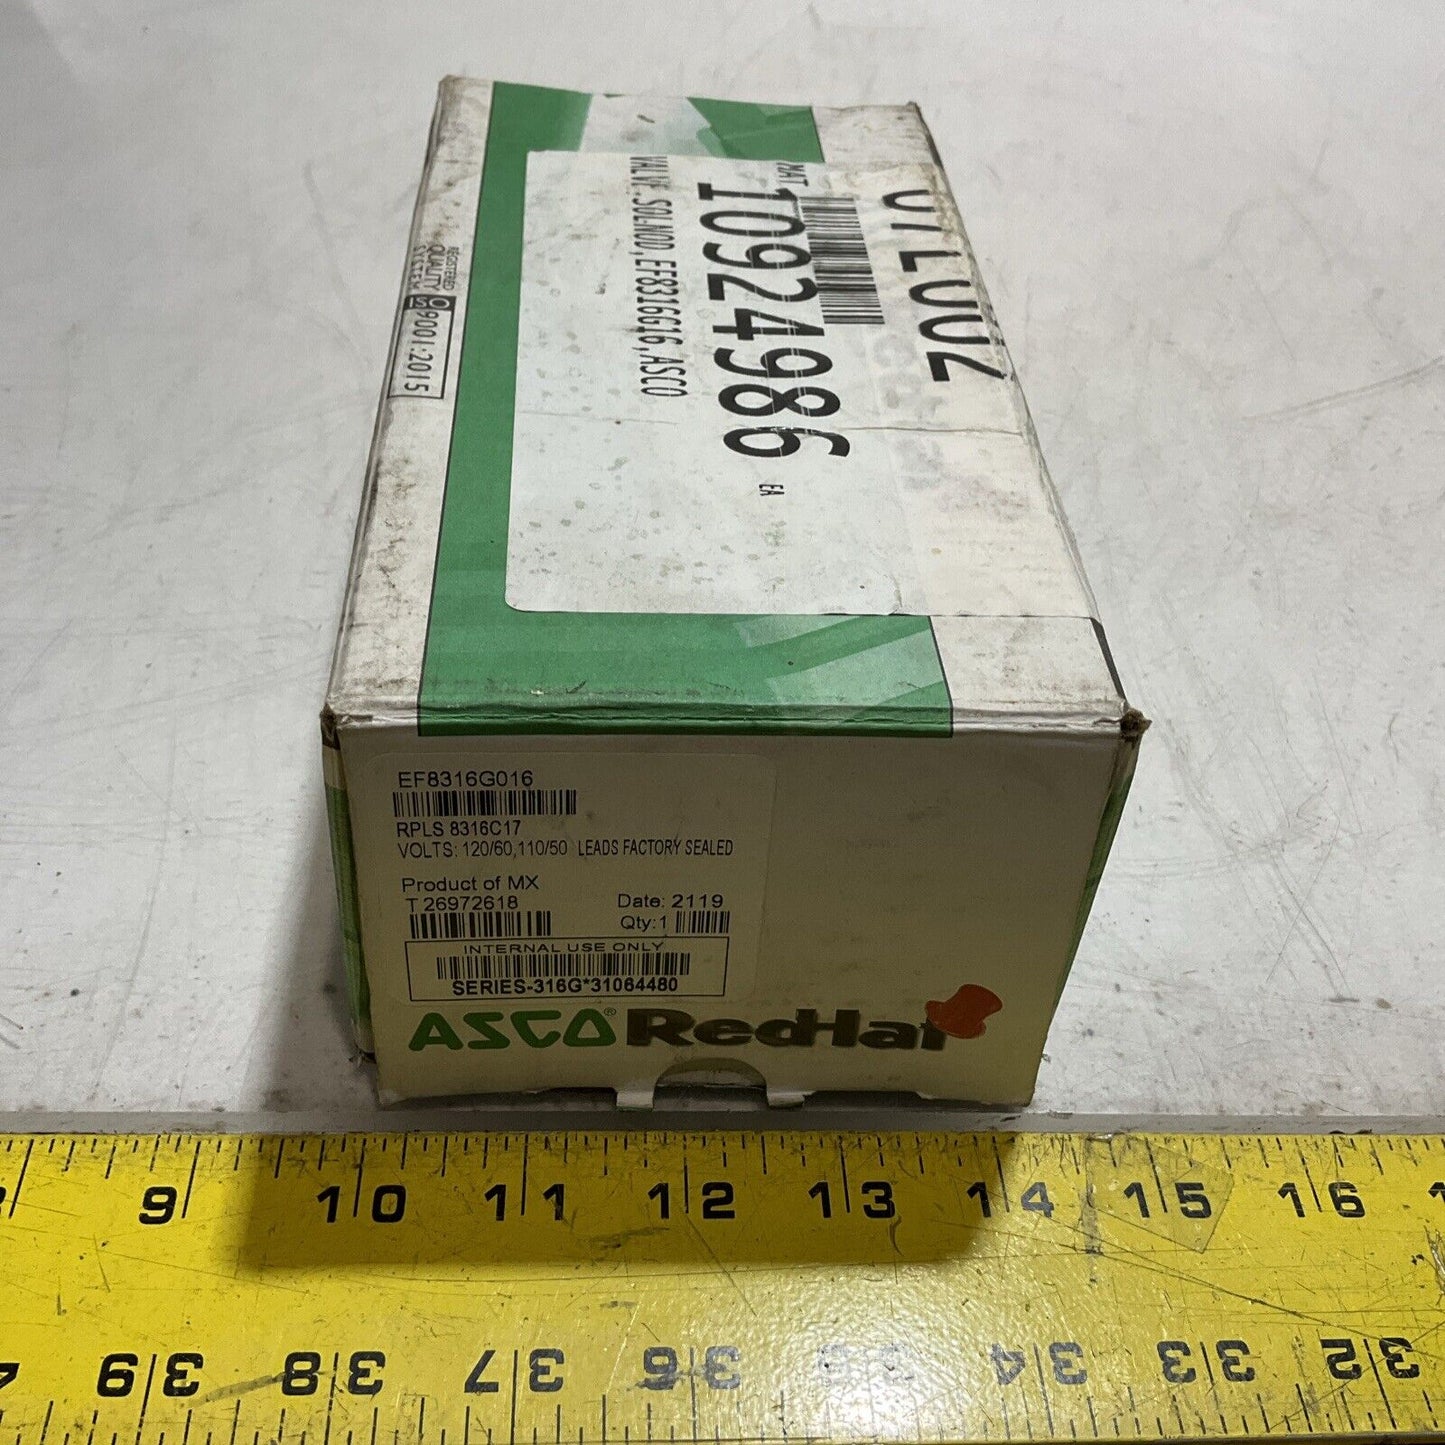 MAT
10924986
EA
VALVE,SOLNOD,EF8316G16,ASCO
REGISTERED
QUALITY
SYSTEM
ISO 9001:2015
EF8316G016
RPLS 8316C17
VOLTS: 120/60,110/50 LEADS FACTORY SEALED
Product of MX
T 26972618
Date: 2119
Qty:1
INTERNAL USE ONLY
SERIES-316G*31064480
ASCO® RedHat
9 10 11 12 13 14 15 16
39 38 37 36 35 34 33 32